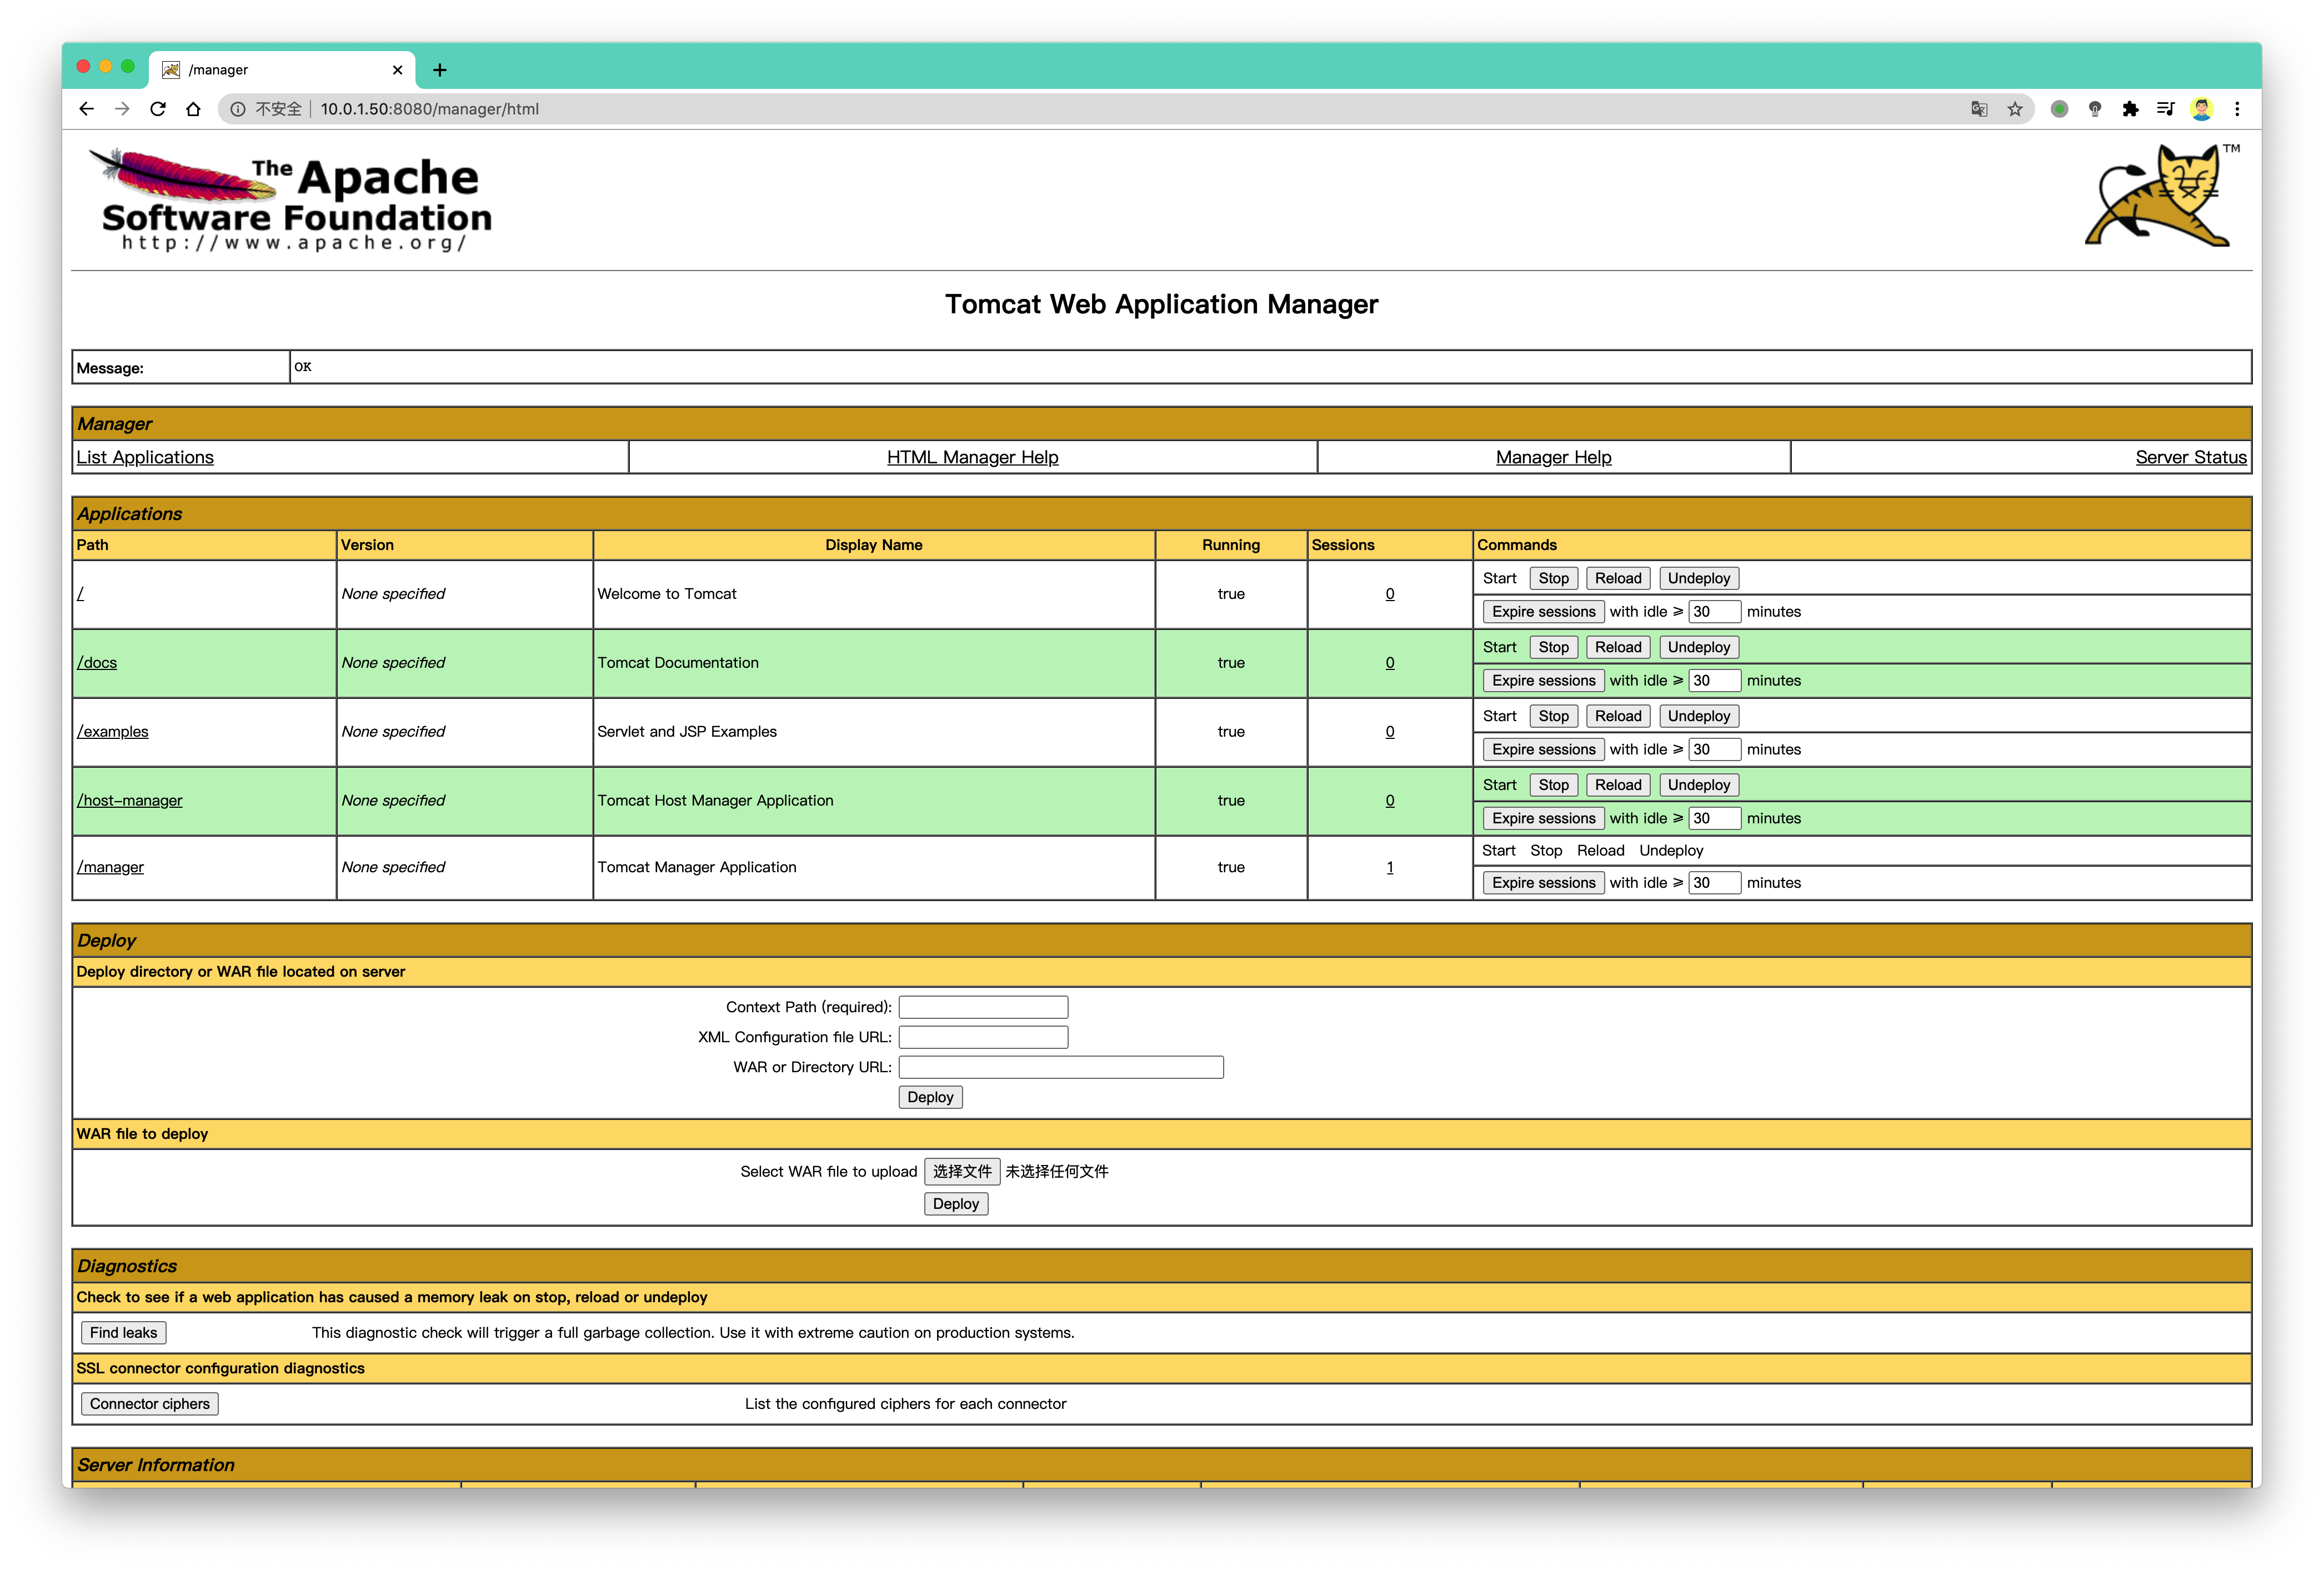 /manager
不安全 10.0.1.50:8080/manager/html
The Apache
Software Foundation
http://www.apache.org/
TM
Tomcat Web Application Manager
Message: OK
Manager
List Applications HTML Manager Help Manager Help Server Status
Applications
Path Version Display Name Running Sessions Commands
/ None specified Welcome to Tomcat true 0 Start Stop Reload Undeploy
Expire sessions with idle ≥ 30 minutes
/docs None specified Tomcat Documentation true 0 Start Stop Reload Undeploy
Expire sessions with idle ≥ 30 minutes
/examples None specified Servlet and JSP Examples true 0 Start Stop Reload Undeploy
Expire sessions with idle ≥ 30 minutes
/host-manager None specified Tomcat Host Manager Application true 0 Start Stop Reload Undeploy
Expire sessions with idle ≥ 30 minutes
/manager None specified Tomcat Manager Application true 1 Start Stop Reload Undeploy
Expire sessions with idle ≥ 30 minutes
Deploy
Deploy directory or WAR file located on server
Context Path (required):
XML Configuration file URL:
WAR or Directory URL:
Deploy
WAR file to deploy
Select WAR file to upload 选择文件 未选择任何文件
Deploy
Diagnostics
Check to see if a web application has caused a memory leak on stop, reload or undeploy
Find leaks This diagnostic check will trigger a full garbage collection. Use it with extreme caution on production systems.
SSL connector configuration diagnostics
Connector ciphers List the configured ciphers for each connector
Server Information